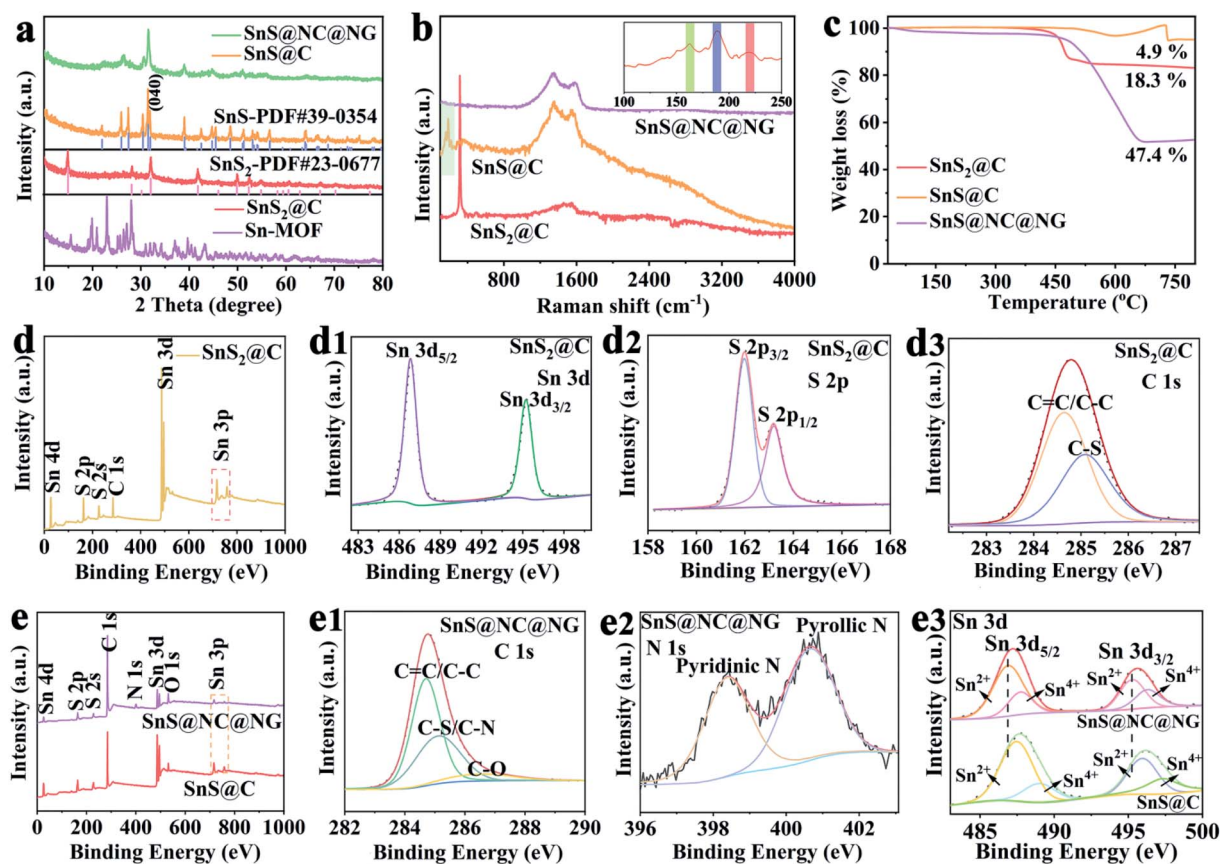 a
SnS@NC@NG
SnS@C
(040)
SnS-PDF#39-0354
SnS2-PDF#23-0677
SnS2@C
Sn-MOF
Intensity (a.u.)
10 20 30 40 50 60 70 80
2 Theta (degree)
b
100 150 200 250
SnS@NC@NG
SnS@C
SnS2@C
Intensity (a.u.)
800 1600 2400 3200 4000
Raman shift (cm-1)
c
100
80
60
40
20
0
Weight loss (%)
4.9 %
18.3 %
47.4 %
SnS2@C
SnS@C
SnS@NC@NG
150 300 450 600 750
Temperature (°C)
d
SnS2@C
Sn 4d
S 2p
S 2s
C 1s
Sn 3d
Sn 3p
Intensity (a.u.)
0 200 400 600 800 1000
Binding Energy (eV)
d1
SnS2@C
Sn 3d
Sn 3d5/2
Sn 3d3/2
Intensity (a.u.)
483 486 489 492 495 498
Binding Energy (eV)
d2
SnS2@C
S 2p
S 2p3/2
S 2p1/2
Intensity (a.u.)
158 160 162 164 166 168
Binding Energy(eV)
d3
SnS2@C
C 1s
C=C/C-C
C-S
Intensity (a.u.)
283 284 285 286 287
Binding Energy (eV)
e
Sn 4d
S 2p
S 2s
C 1s
N 1s
Sn 3d
O 1s
Sn 3p
SnS@NC@NG
SnS@C
Intensity (a.u.)
0 200 400 600 800 1000
Binding Energy (eV)
e1
SnS@NC@NG
C 1s
C=C/C-C
C-S/C-N
C-O
Intensity (a.u.)
282 284 286 288 290
Binding Energy (eV)
e2
SnS@NC@NG
N 1s
Pyridinic N
Pyrollic N
Intensity (a.u.)
396 398 400 402
Binding Energy (eV)
e3
Sn 3d
Sn 3d5/2
Sn 3d3/2
Sn2+
Sn4+
Sn2+
Sn4+
SnS@NC@NG
Sn2+
Sn4+
Sn2+
Sn4+
SnS@C
Intensity (a.u.)
485 490 495 500
Binding Energy (eV)